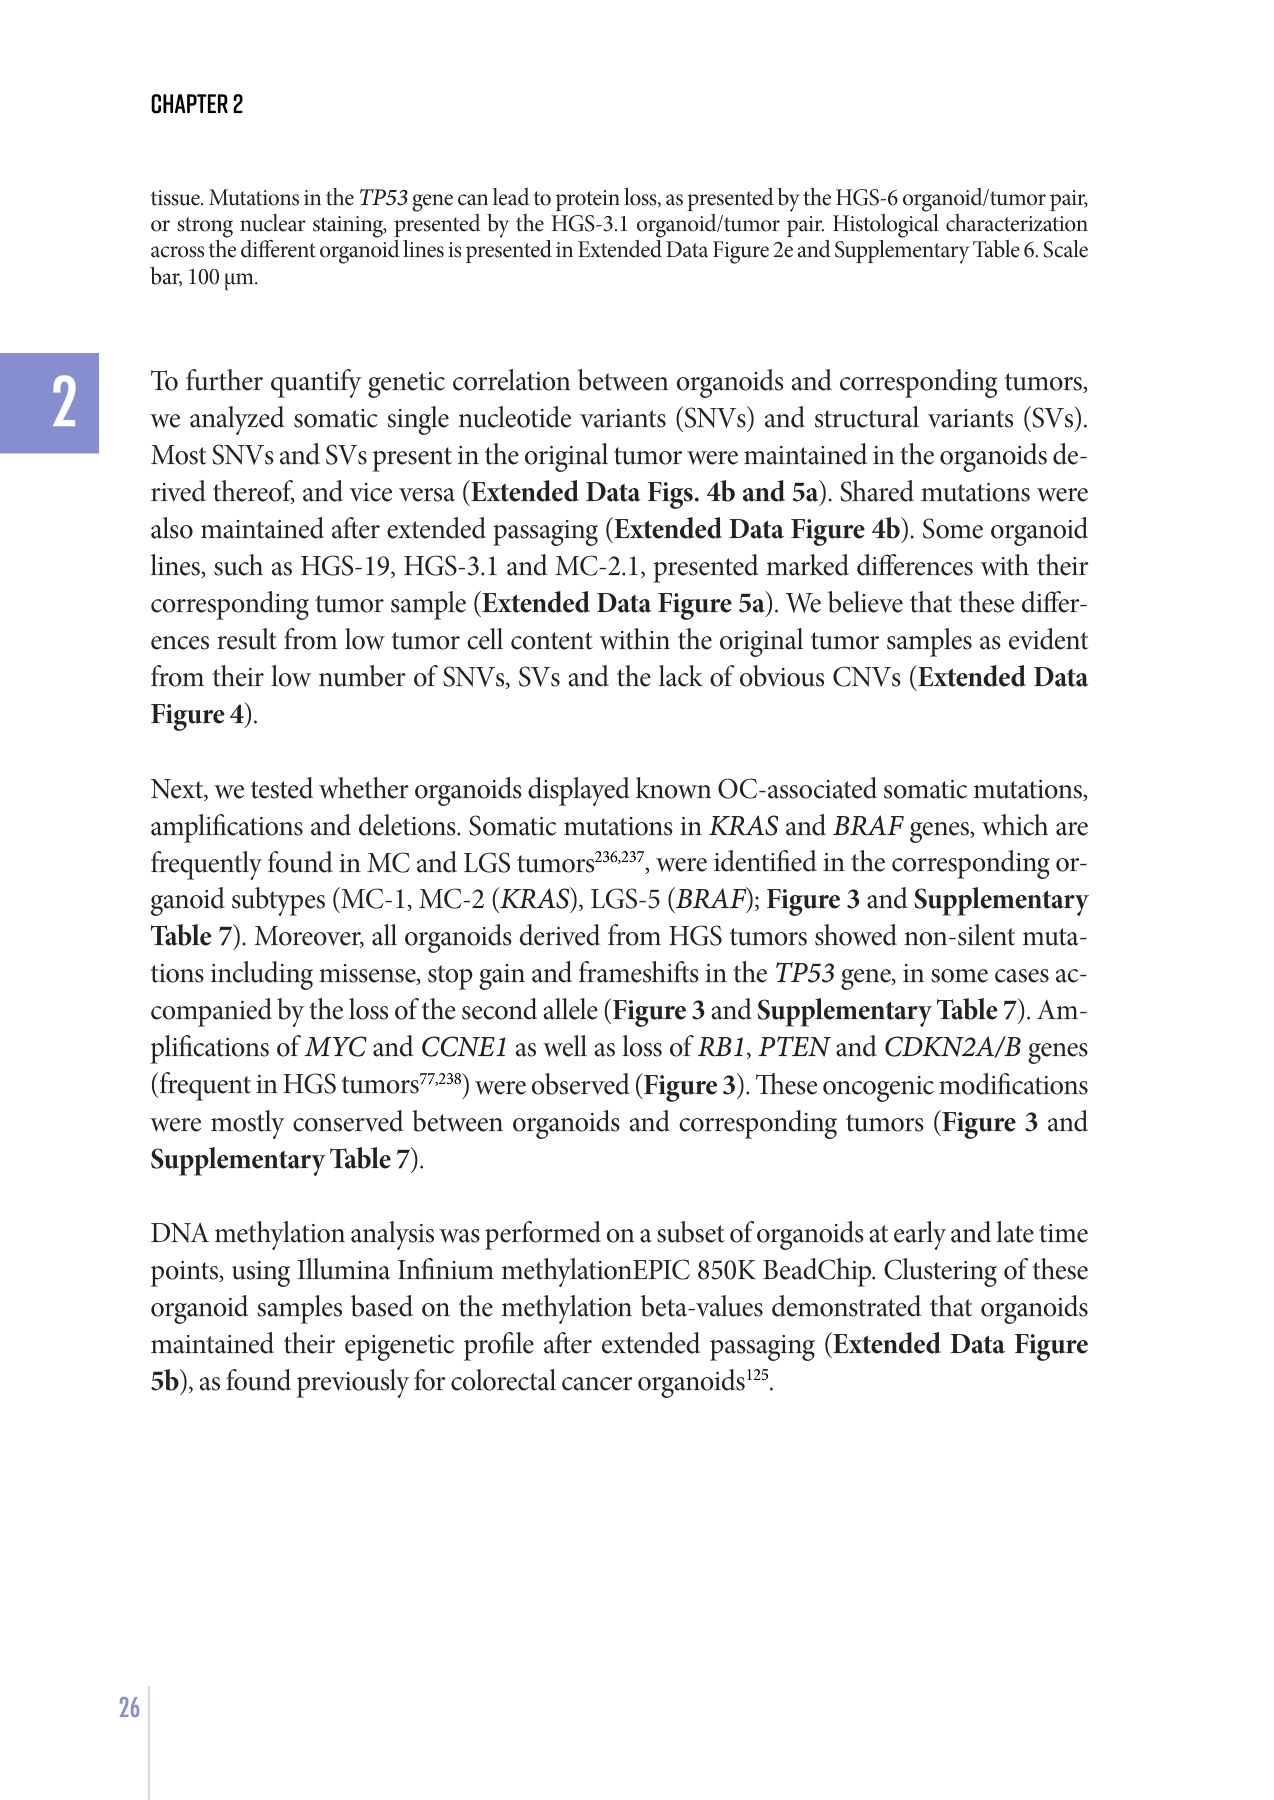 CHAPTER 2
tissue. Mutations in the TP53 gene can lead to protein loss, as presented by the HGS-6 organoid/tumor pair,
or strong nuclear staining, presented by the HGS-3.1 organoid/tumor pair. Histological characterization
across the different organoid lines is presented in Extended Data Figure 2e and Supplementary Table 6. Scale
bar, 100 µm.
2
To further quantify genetic correlation between organoids and corresponding tumors,
we analyzed somatic single nucleotide variants (SNVs) and structural variants (SVs).
Most SNVs and SVs present in the original tumor were maintained in the organoids de-
rived thereof, and vice versa (Extended Data Figs. 4b and 5a). Shared mutations were
also maintained after extended passaging (Extended Data Figure 4b). Some organoid
lines, such as HGS-19, HGS-3.1 and MC-2.1, presented marked differences with their
corresponding tumor sample (Extended Data Figure 5a). We believe that these differ-
ences result from low tumor cell content within the original tumor samples as evident
from their low number of SNVs, SVs and the lack of obvious CNVs (Extended Data
Figure 4).
Next, we tested whether organoids displayed known OC-associated somatic mutations,
amplifications and deletions. Somatic mutations in KRAS and BRAF genes, which are
frequently found in MC and LGS tumors236,237, were identified in the corresponding or-
ganoid subtypes (MC-1, MC-2 (KRAS), LGS-5 (BRAF); Figure 3 and Supplementary
Table 7). Moreover, all organoids derived from HGS tumors showed non-silent muta-
tions including missense, stop gain and frameshifts in the TP53 gene, in some cases ac-
companied by the loss of the second allele (Figure 3 and Supplementary Table 7). Am-
plifications of MYC and CCNE1 as well as loss of RB1, PTEN and CDKN2A/B genes
(frequent in HGS tumors77,238) were observed (Figure 3). These oncogenic modifications
were mostly conserved between organoids and corresponding tumors (Figure 3 and
Supplementary Table 7).
DNA methylation analysis was performed on a subset of organoids at early and late time
points, using Illumina Infinium methylationEPIC 850K BeadChip. Clustering of these
organoid samples based on the methylation beta-values demonstrated that organoids
maintained their epigenetic profile after extended passaging (Extended Data Figure
5b), as found previously for colorectal cancer organoids125.
26